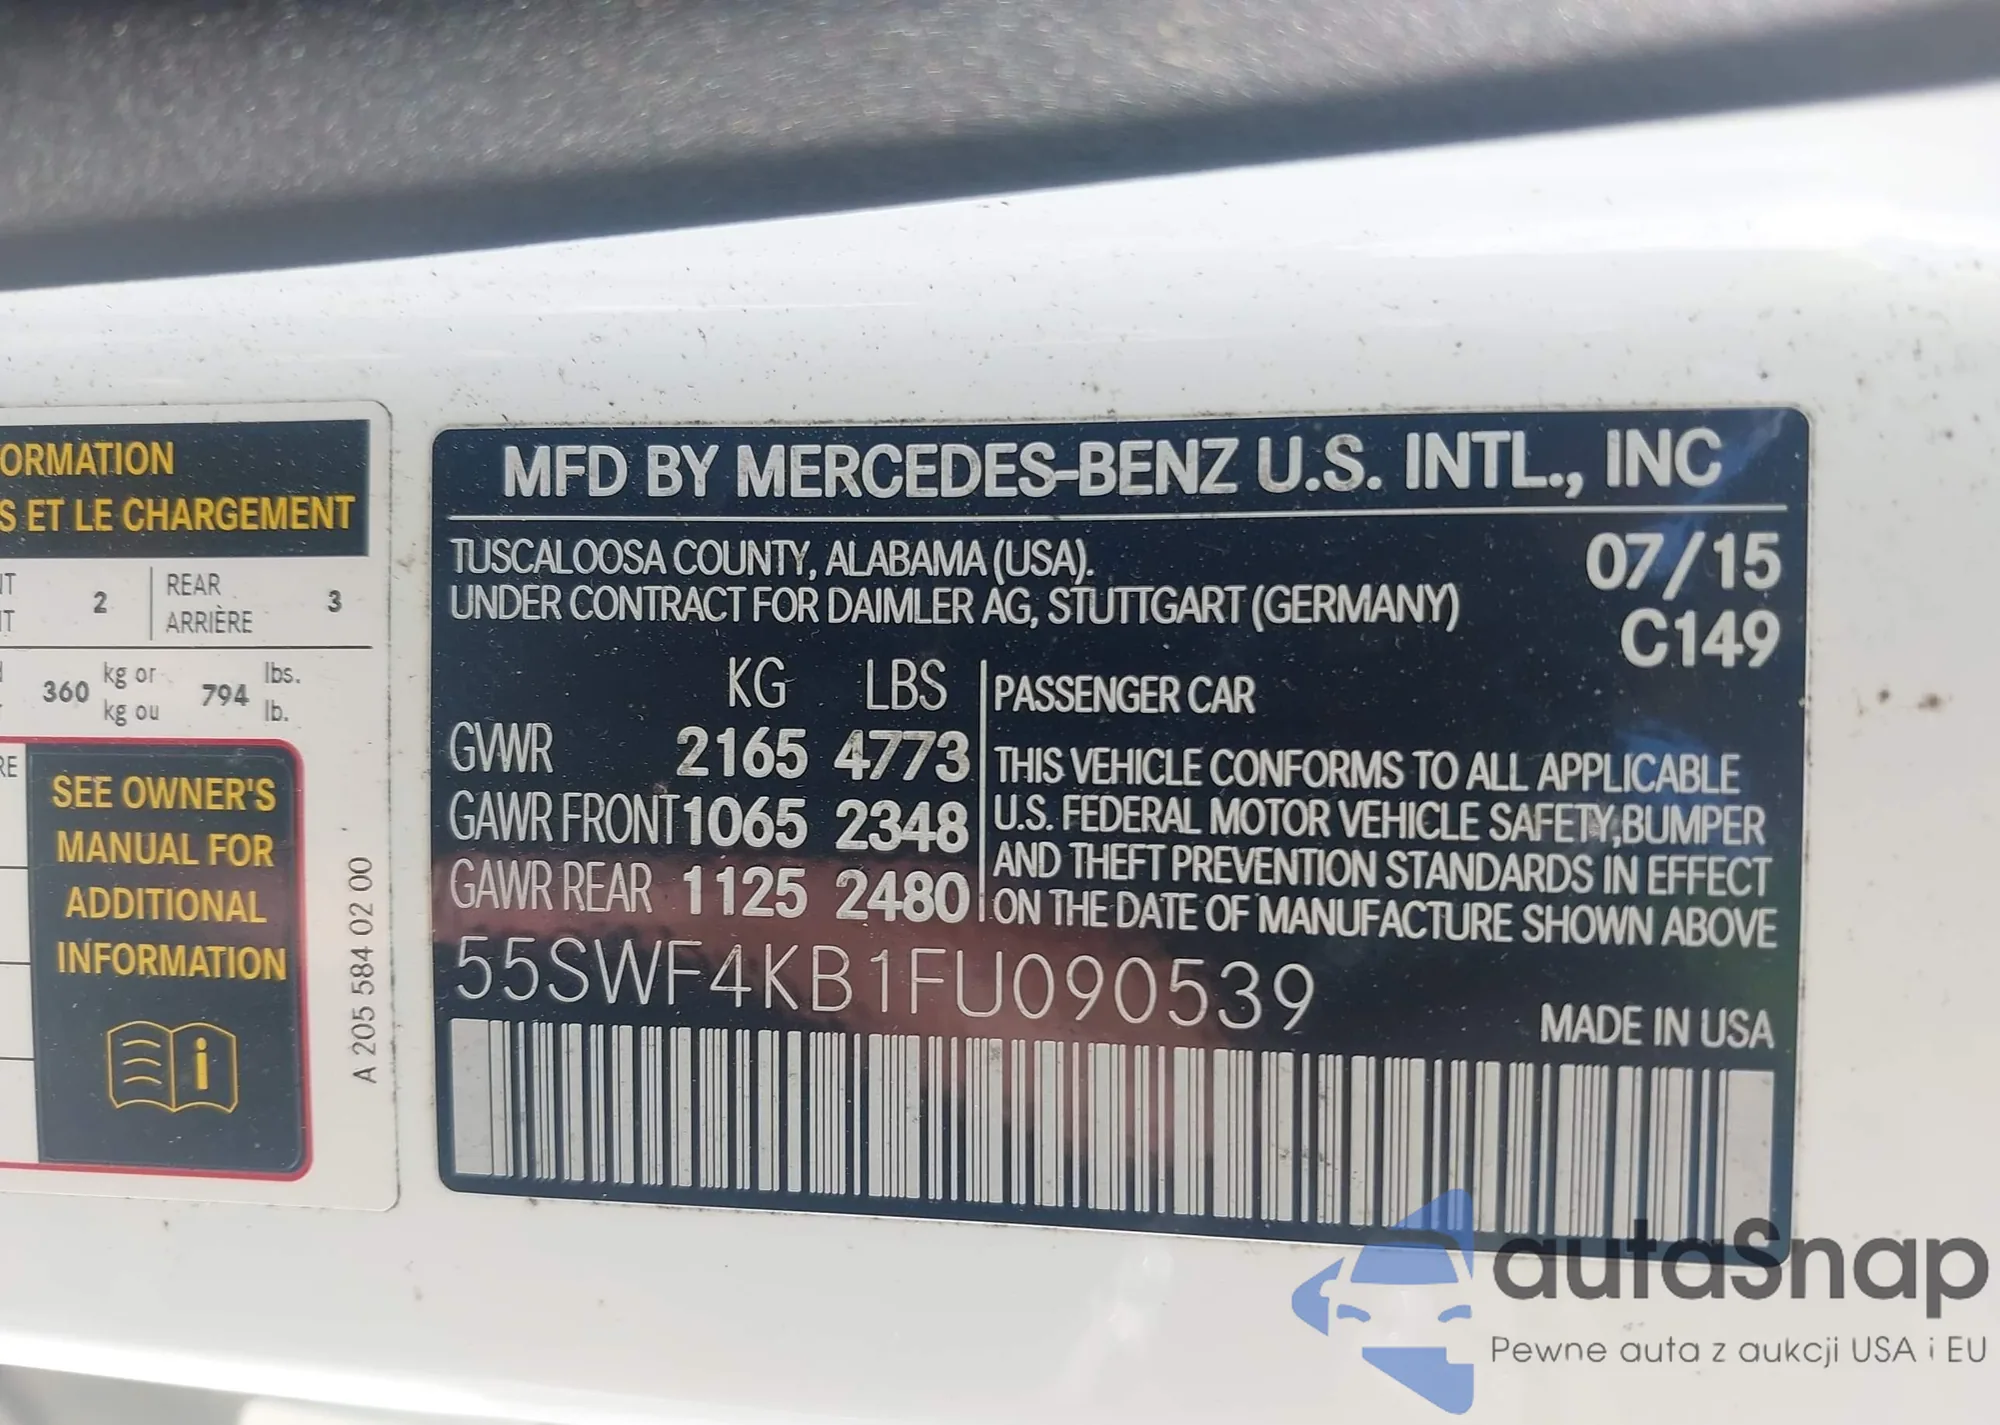 ORMATION
S ET LE CHARGEMENT
2
REAR
ARRIÈRE
3
360 kg or
kg ou 794 lbs.
lb.
SEE OWNER'S
MANUAL FOR
ADDITIONAL
INFORMATION
i
A 205 584 02 00
MFD BY MERCEDES-BENZ U.S. INTL., INC
TUSCALOOSA COUNTY, ALABAMA (USA). 07/15
UNDER CONTRACT FOR DAIMLER AG, STUTTGART (GERMANY)
C149
KG LBS
GVWR 2165 4773
GAWR FRONT 1065 2348
GAWR REAR 1125 2480
PASSENGER CAR
THIS VEHICLE CONFORMS TO ALL APPLICABLE
U.S. FEDERAL MOTOR VEHICLE SAFETY,BUMPER
AND THEFT PREVENTION STANDARDS IN EFFECT
ON THE DATE OF MANUFACTURE SHOWN ABOVE
55SWF4KB1FU090539
MADE IN USA
autaSnap
Pewne auta z aukcji USA i EU